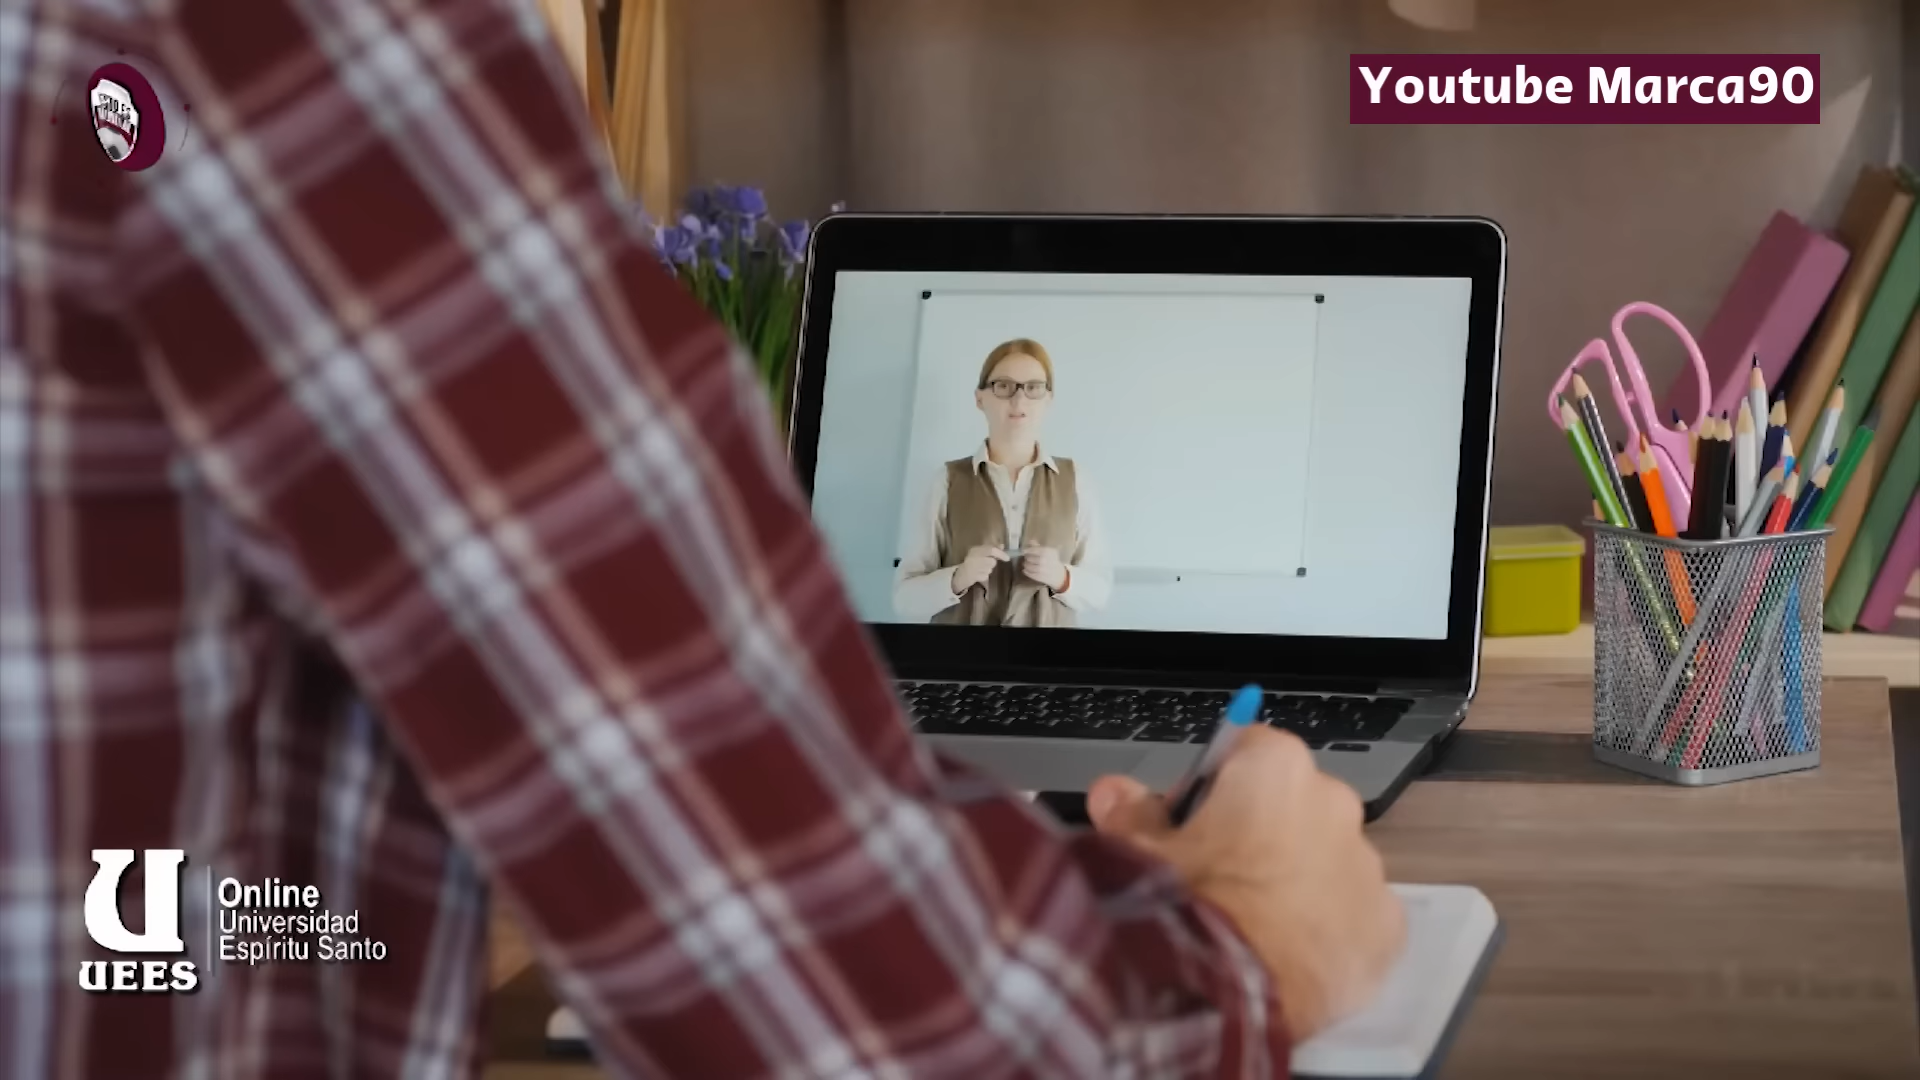 Youtube Marca90
Online
Universidad
Espíritu Santo
UEES